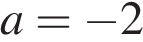 a = −2